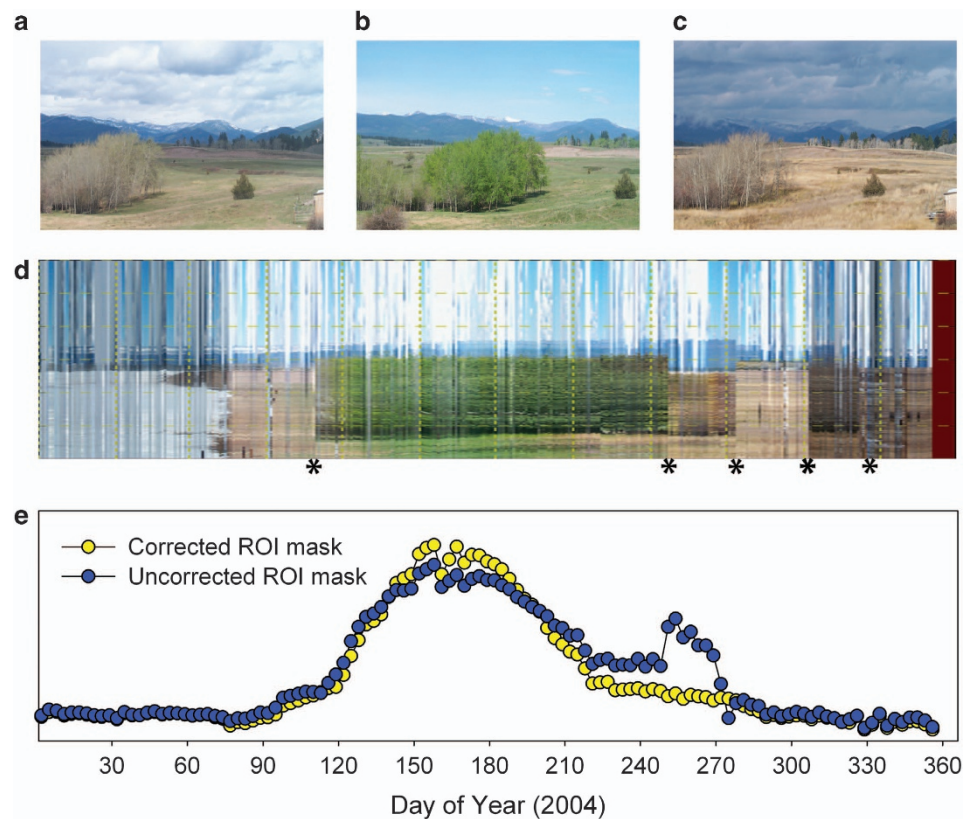 a
b
c
d
* * * * *
e
Corrected ROI mask
Uncorrected ROI mask
30 60 90 120 150 180 210 240 270 300 330 360
Day of Year (2004)